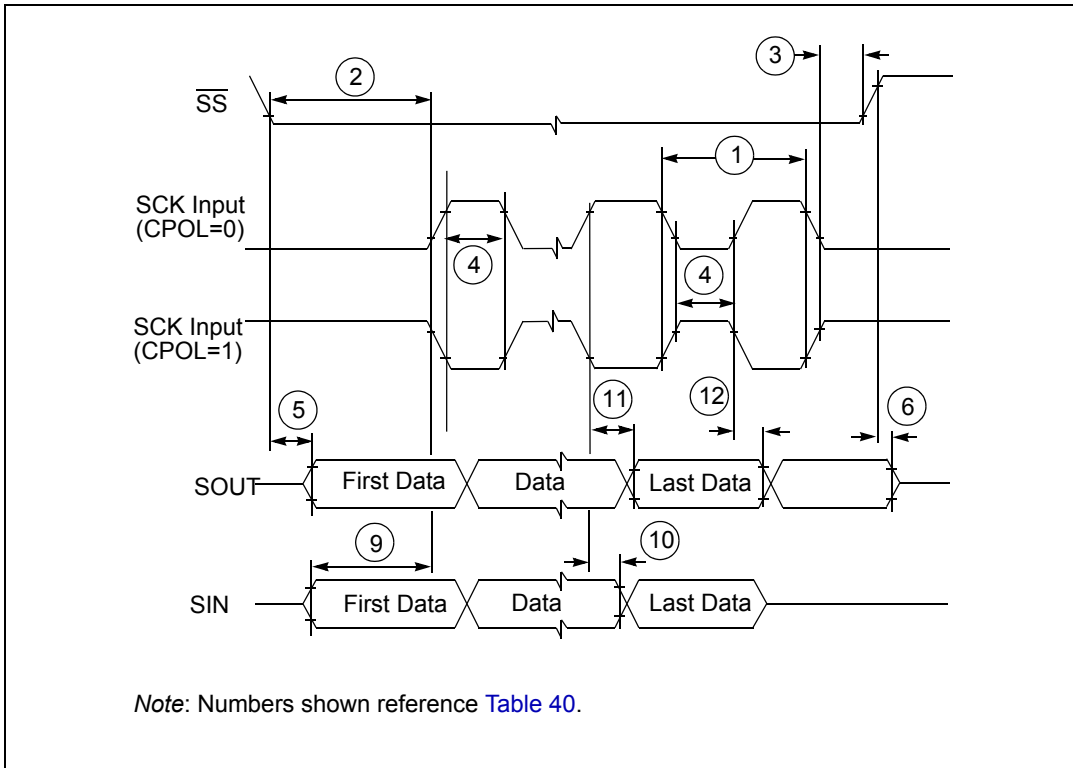 3
2
SS
1
SCK Input
(CPOL=0)
4
4
SCK Input
(CPOL=1)
5
11
12
6
SOUT
First Data
Data
Last Data
9
10
SIN
First Data
Data
Last Data
Note: Numbers shown reference Table 40.